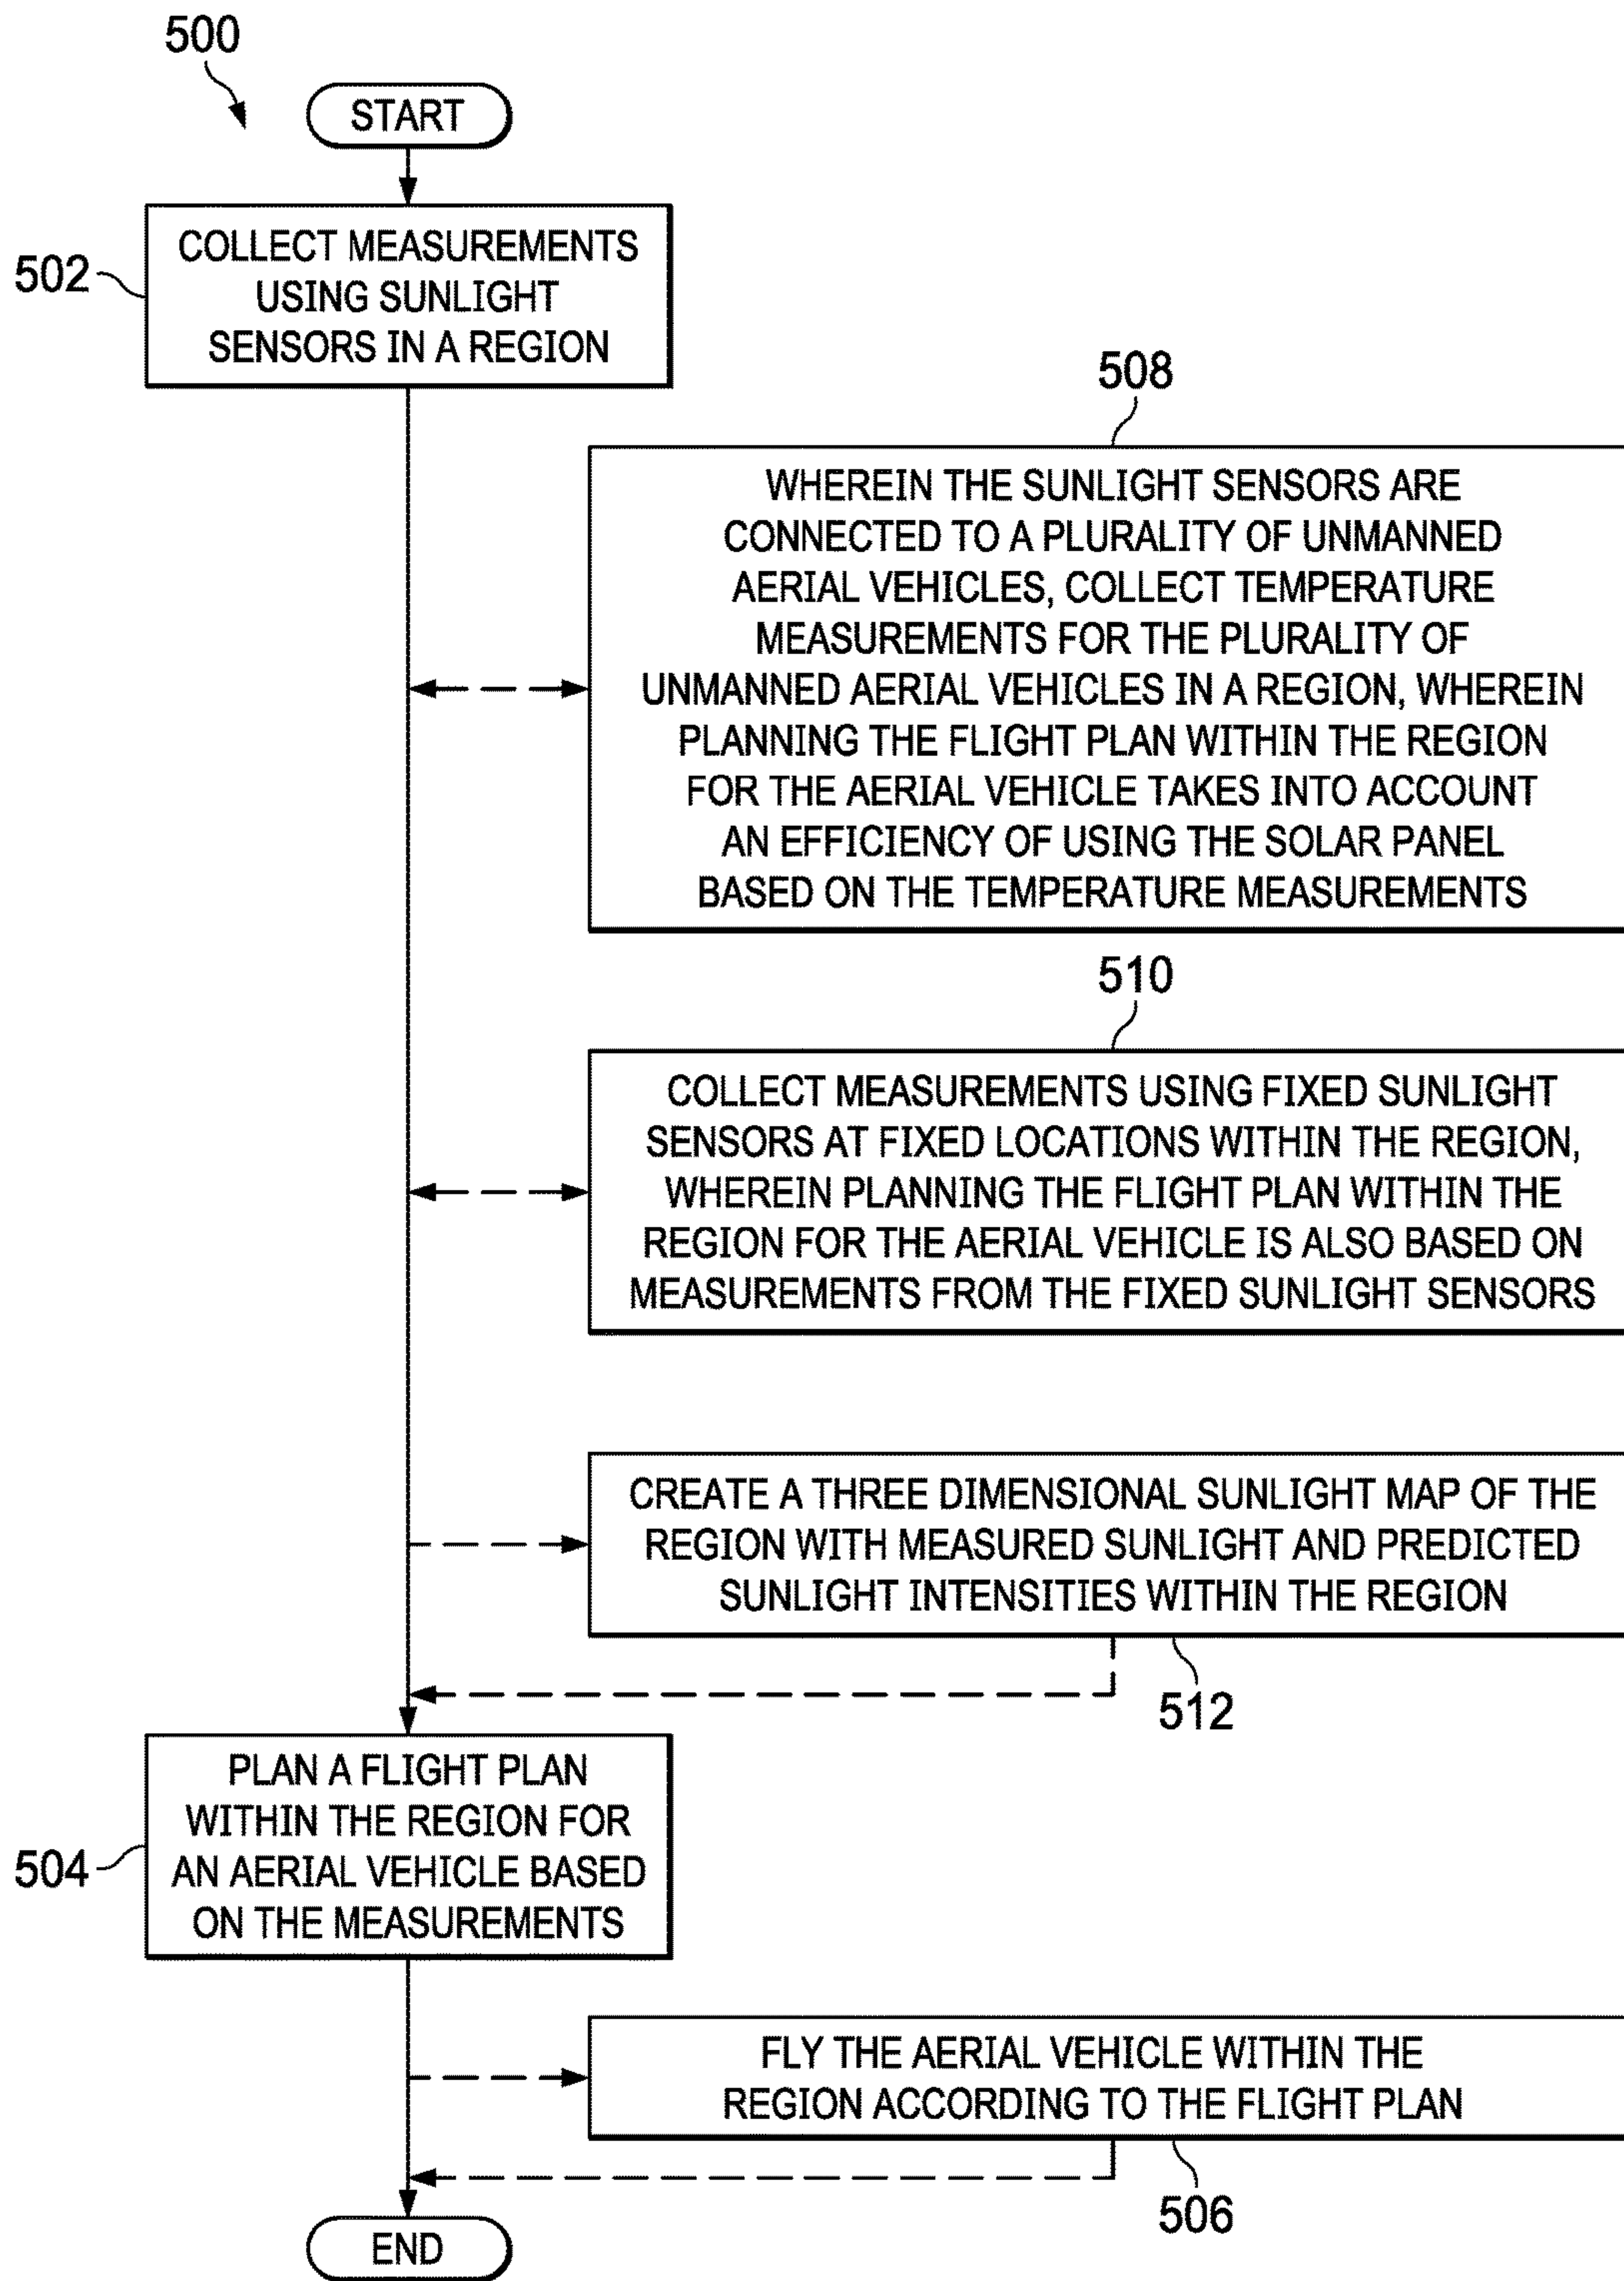 500
START
502
COLLECT MEASUREMENTS
USING SUNLIGHT
SENSORS IN A REGION
508
WHEREIN THE SUNLIGHT SENSORS ARE
CONNECTED TO A PLURALITY OF UNMANNED
AERIAL VEHICLES, COLLECT TEMPERATURE
MEASUREMENTS FOR THE PLURALITY OF
UNMANNED AERIAL VEHICLES IN A REGION, WHEREIN
PLANNING THE FLIGHT PLAN WITHIN THE REGION
FOR THE AERIAL VEHICLE TAKES INTO ACCOUNT
AN EFFICIENCY OF USING THE SOLAR PANEL
BASED ON THE TEMPERATURE MEASUREMENTS
510
COLLECT MEASUREMENTS USING FIXED SUNLIGHT
SENSORS AT FIXED LOCATIONS WITHIN THE REGION,
WHEREIN PLANNING THE FLIGHT PLAN WITHIN THE
REGION FOR THE AERIAL VEHICLE IS ALSO BASED ON
MEASUREMENTS FROM THE FIXED SUNLIGHT SENSORS
CREATE A THREE DIMENSIONAL SUNLIGHT MAP OF THE
REGION WITH MEASURED SUNLIGHT AND PREDICTED
SUNLIGHT INTENSITIES WITHIN THE REGION
512
504
PLAN A FLIGHT PLAN
WITHIN THE REGION FOR
AN AERIAL VEHICLE BASED
ON THE MEASUREMENTS
FLY THE AERIAL VEHICLE WITHIN THE
REGION ACCORDING TO THE FLIGHT PLAN
506
END